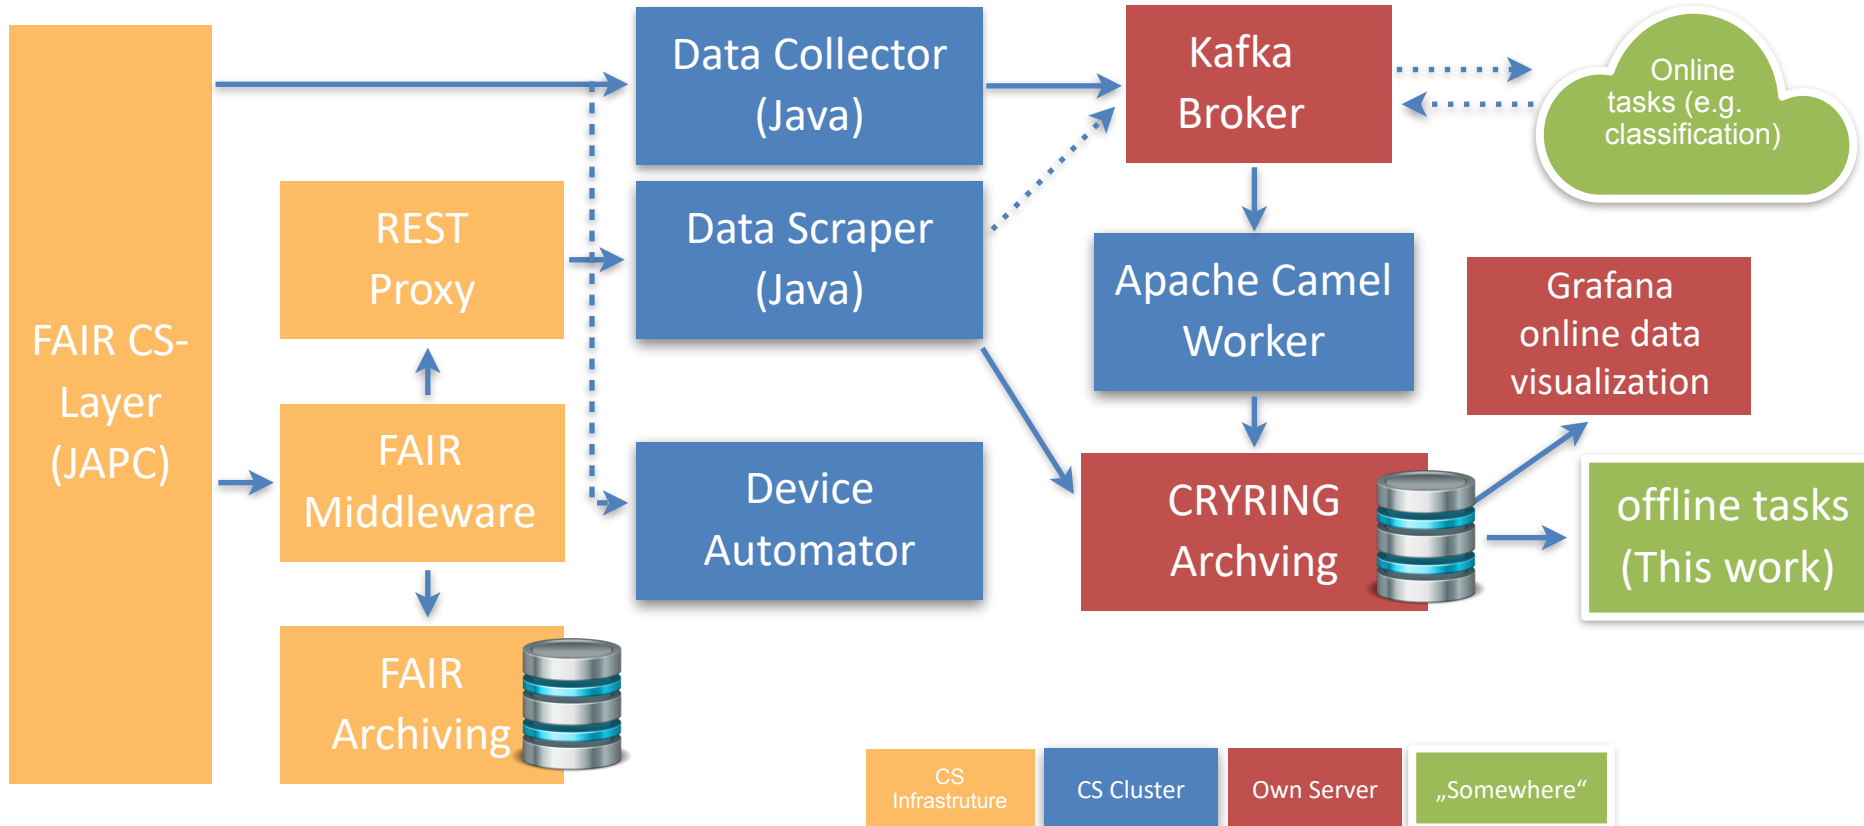 FAIR CS-
Layer
(JAPC)
REST
Proxy
FAIR
Middleware
FAIR
Archiving
Data Collector
(Java)
Data Scraper
(Java)
Device
Automator
Kafka
Broker
Apache Camel
Worker
CRYRING
Archving
Online
tasks (e.g.
classification)
Grafana
online data
visualization
offline tasks
(This work)
CS
Infrastruture
CS Cluster
Own Server
„Somewhere“